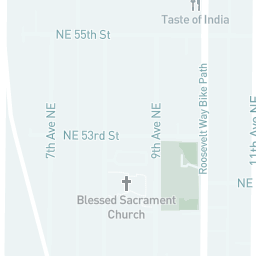 Taste of India
NE 55th St
7th Ave NE
NE 53rd St
9th Ave NE
Roosevelt Way Bike Path
11th Ave NE
NE
Blessed Sacrament
Church